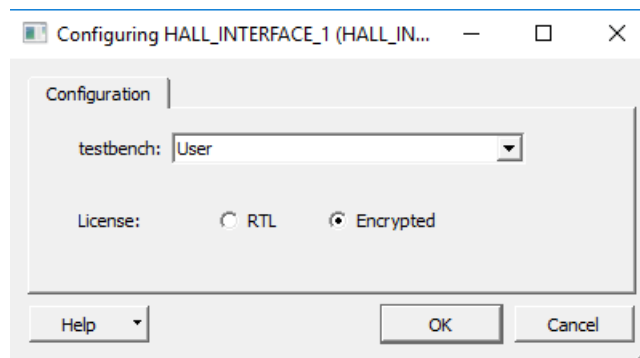 Configuring HALL_INTERFACE_1 (HALL_IN...
Configuration
testbench: User
License: RTL Encrypted
Help OK Cancel